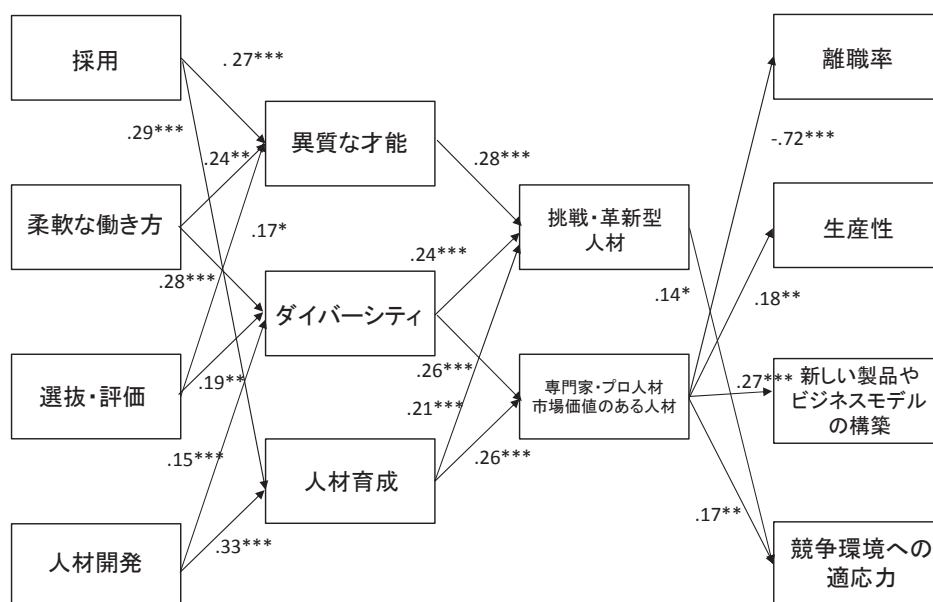 採用
. 27***
離職率
.29***
異質な才能
-.72***
.24**
.28***
柔軟な働き方
.17*
挑戦・革新型
人材
生産性
.24***
.28***
ダイバーシティ
.14*
.18**
選抜・評価
.19**
.26***
専門家・プロ人材
市場価値のある人材
.27***
新しい製品や
ビジネスモデル
の構築
.21***
.15***
人材育成
.26***
.17**
人材開発
.33***
競争環境への
適応力